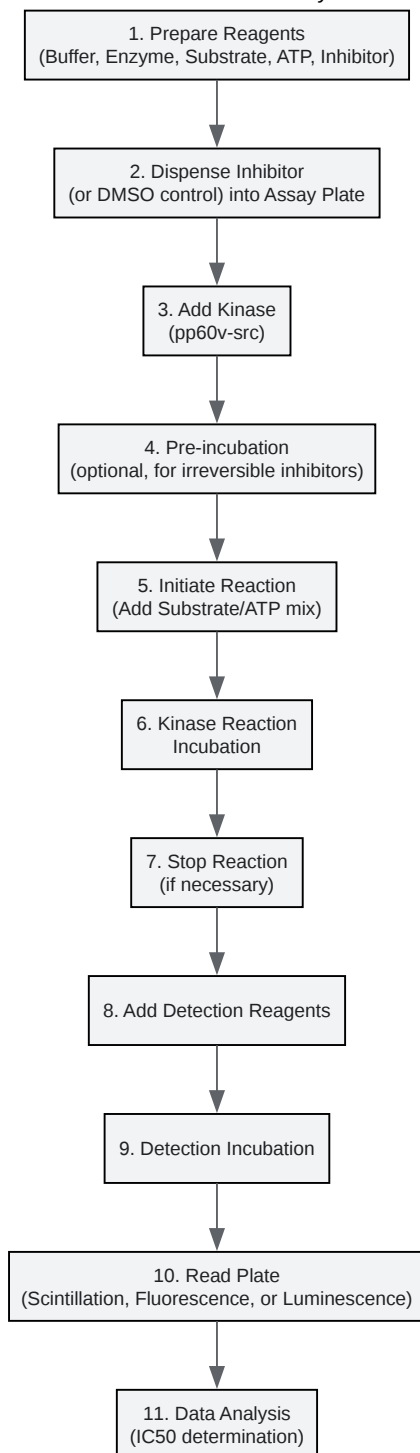 1. Prepare Reagents
(Buffer, Enzyme, Substrate, ATP, Inhibitor)
2. Dispense Inhibitor
(or DMSO control) into Assay Plate
3. Add Kinase
(pp60v-src)
4. Pre-incubation
(optional, for irreversible inhibitors)
5. Initiate Reaction
(Add Substrate/ATP mix)
6. Kinase Reaction
Incubation
7. Stop Reaction
(if necessary)
8. Add Detection Reagents
9. Detection Incubation
10. Read Plate
(Scintillation, Fluorescence, or Luminescence)
11. Data Analysis
(IC50 determination)